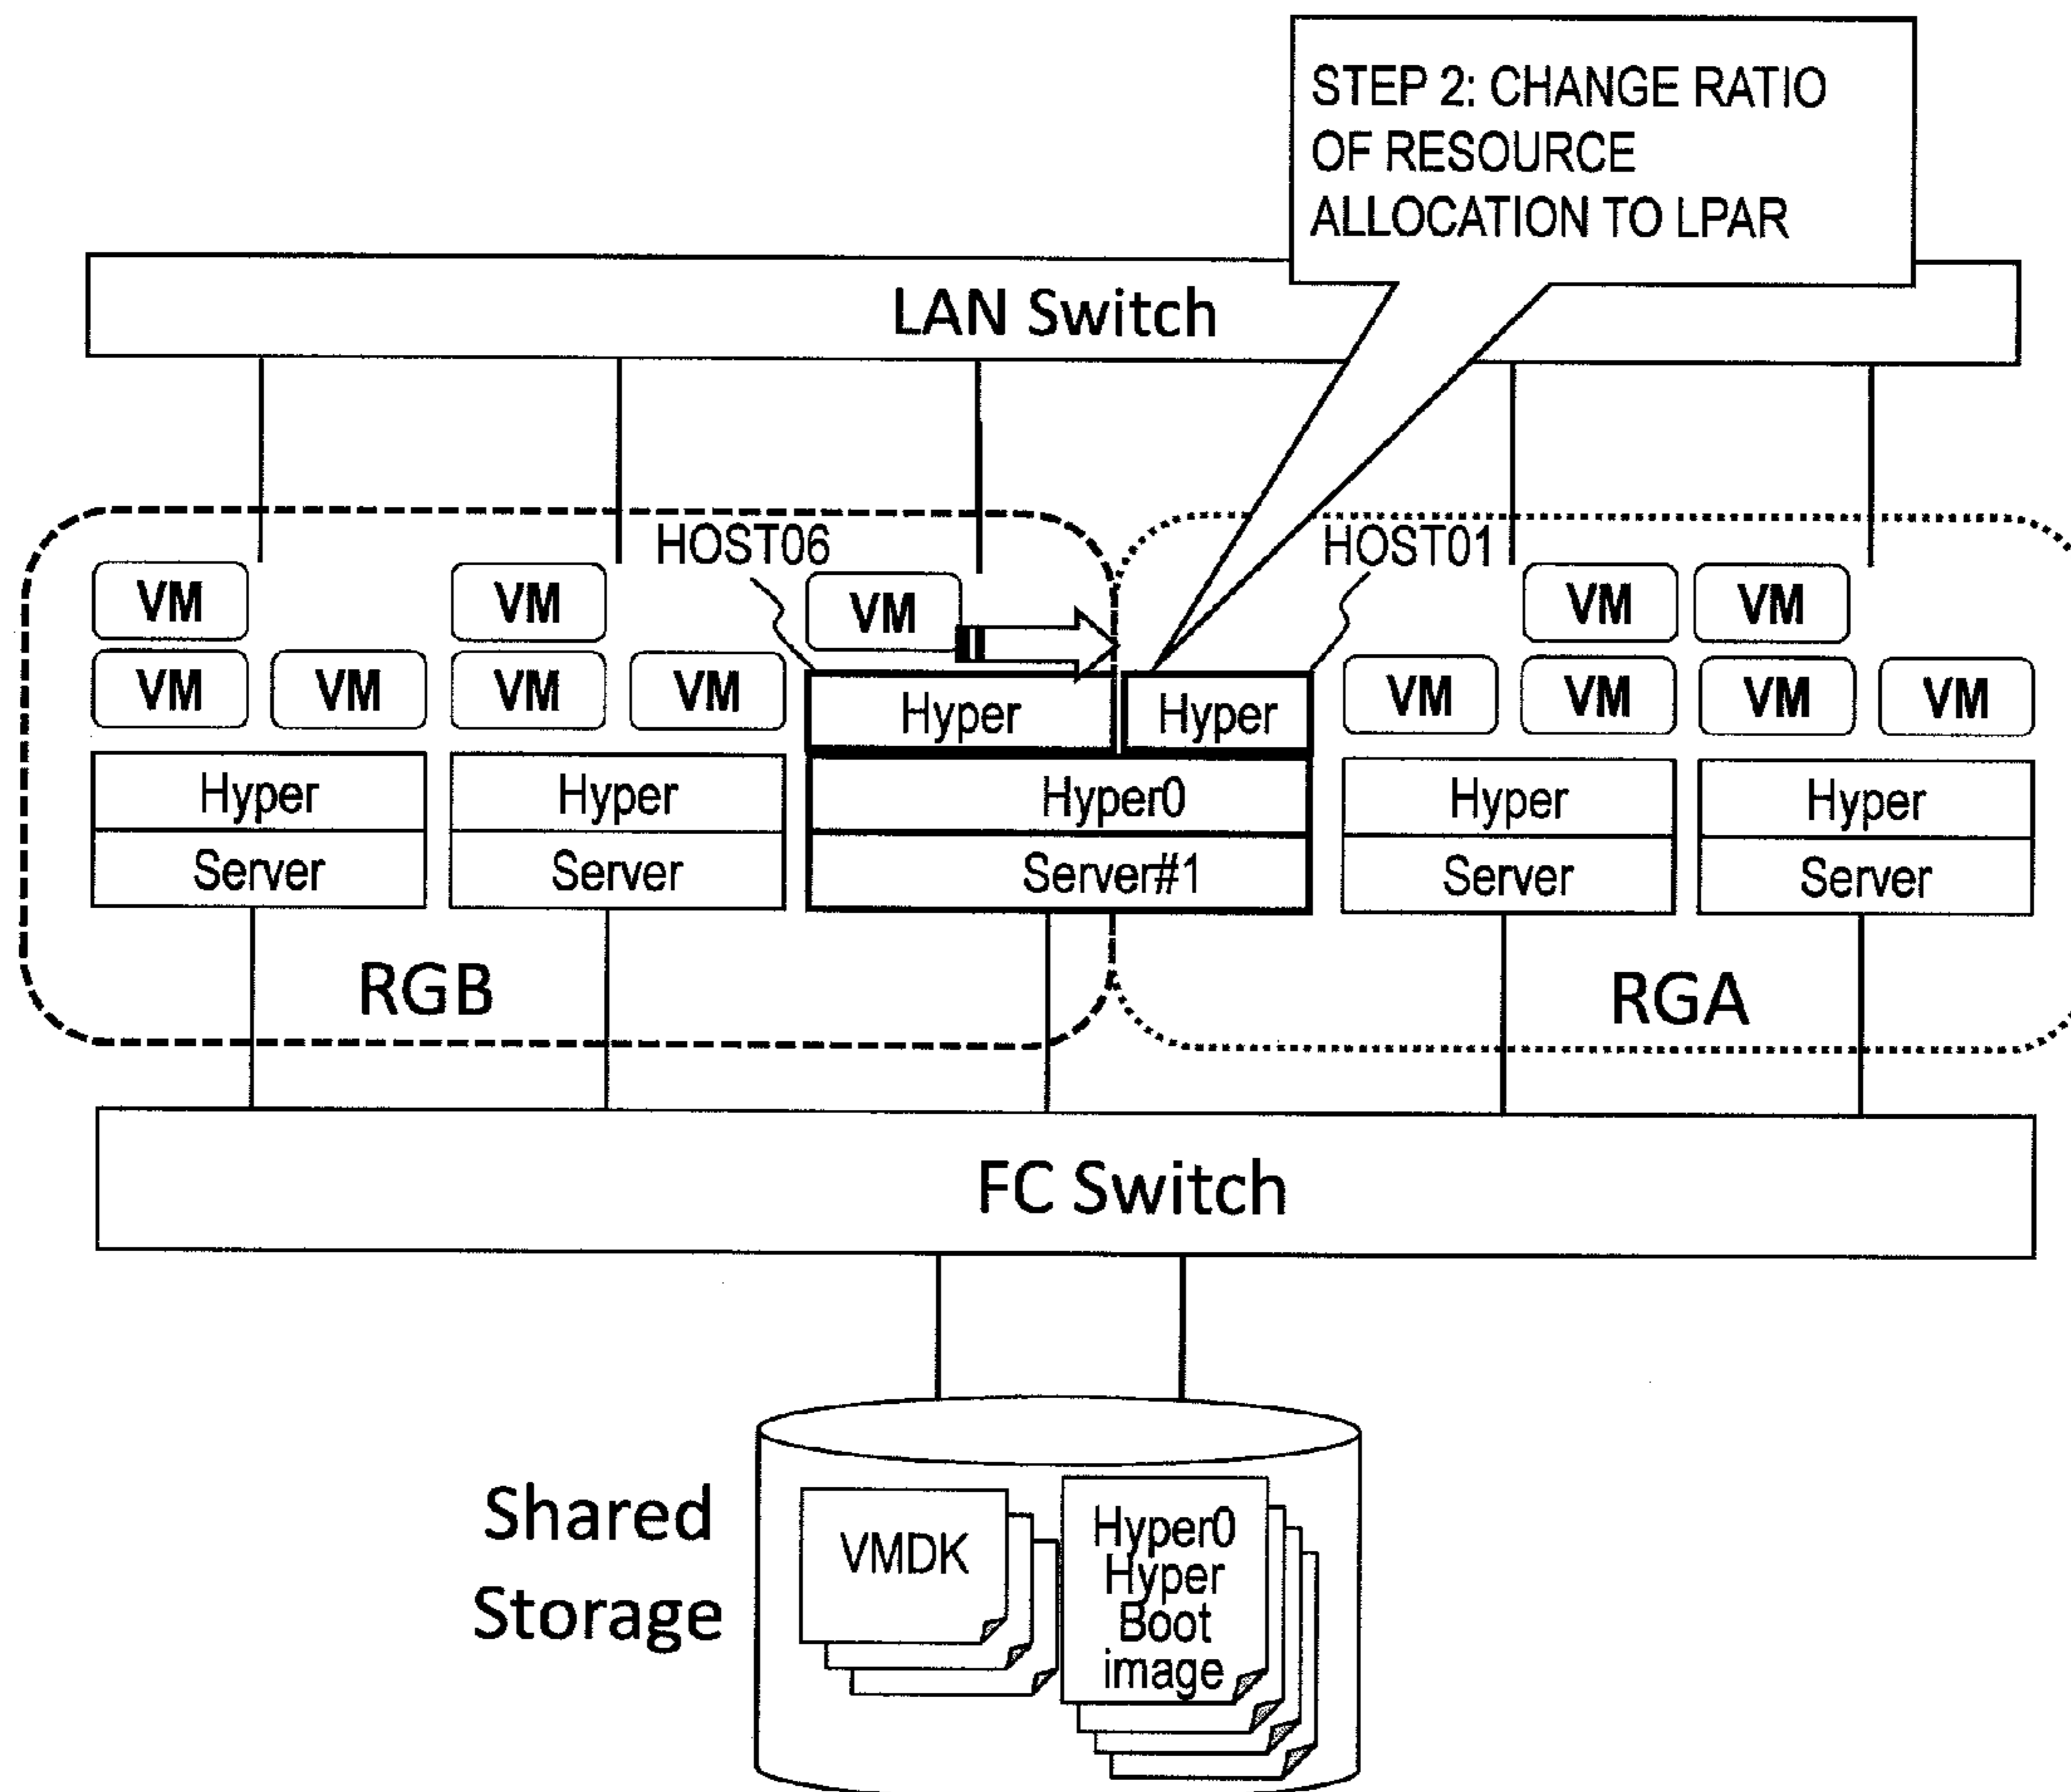 STEP 2: CHANGE RATIO
OF RESOURCE
ALLOCATION TO LPAR
LAN Switch
HOST06
HOST01
VM VM VM VM VM
VM VM VM VM VM VM VM VM
Hyper Hyper
Hyper Hyper Hyper0 Hyper Hyper
Server Server Server#1 Server Server
RGB RGA
FC Switch
Shared
Storage
VMDK
Hyper0
Hyper
Boot
image